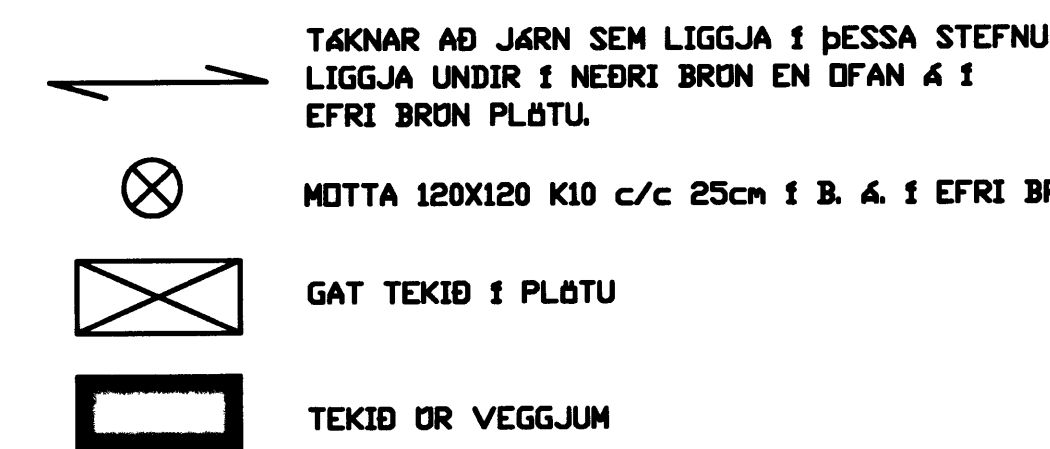 TÁKNAR AÐ JÁRN SEM LIGGJA Í ÞESSA STEFNU
LIGGJA UNDIR Í NEÐRI BRÚN EN OFAN Á Í
EFRI BRÚN PLÖTU.
MOTTA 120X120 K10 c/c 25cm Í B. Á. Í EFRI
GAT TEKIÐ Í PLÖTU
TEKIÐ ÚR VEGGJUM